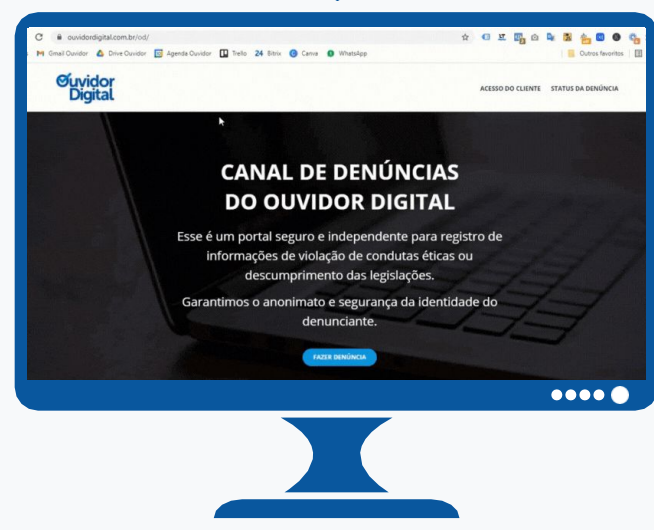 ouvidordigital.com.br/od/
Gmail Ouvidor Drive Ouvidor Agenda Ouvidor Trello 24 Bitrix Canva WhatsApp Outros favoritos
Ouvidor
Digital
ACESSO DO CLIENTE STATUS DA DENÚNCIA
CANAL DE DENÚNCIAS
DO OUVIDOR DIGITAL
Esse é um portal seguro e independente para registro de
informações de violação de condutas éticas ou
descumprimento das legislações.
Garantimos o anonimato e segurança da identidade do
denunciante.
FAZER DENÚNCIA